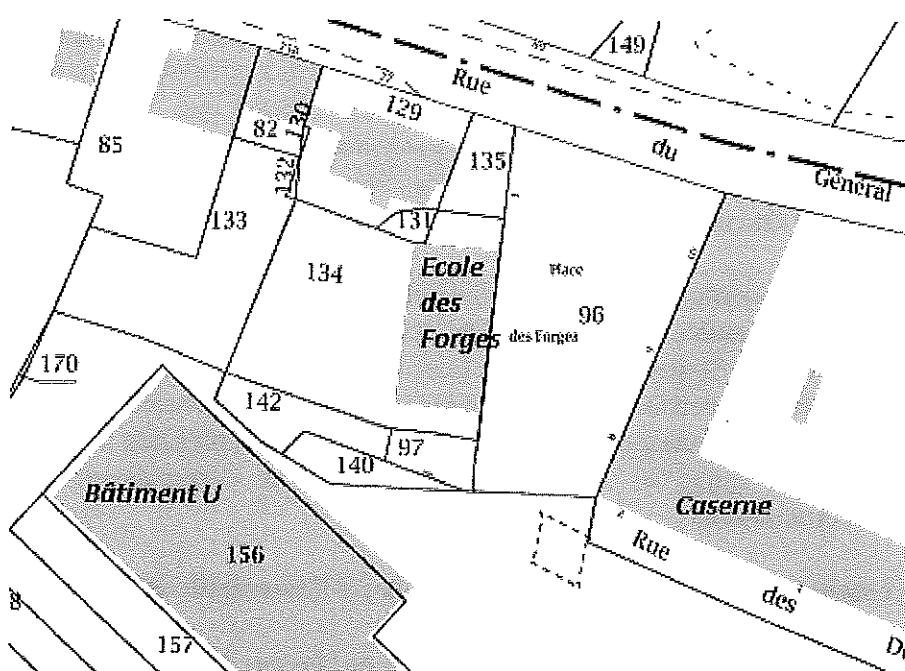 149
Rue
du
Général
129
130
82
85
135
132
131
133
134
Ecole
des
Forges
Place
des Forges
96
170
142
97
140
Bâtiment U
156
157
8
Caserne
Rue
des